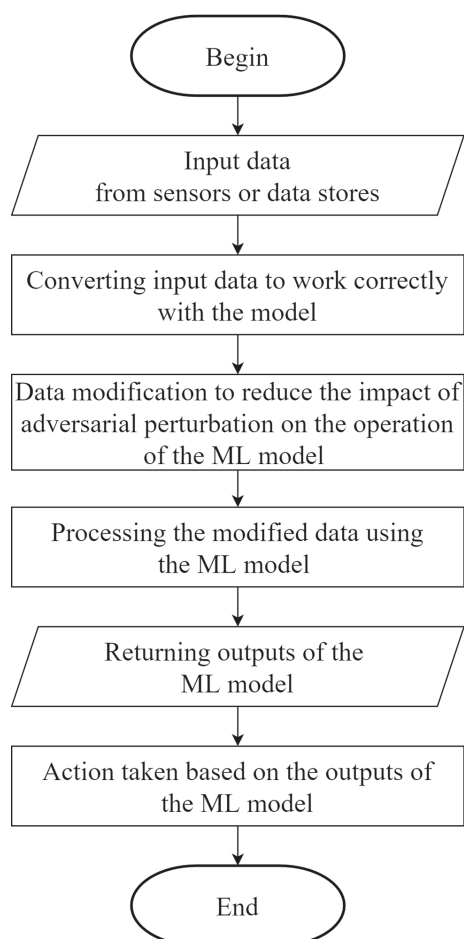 Begin
Input data
from sensors or data stores
Converting input data to work correctly
with the model
Data modification to reduce the impact of
adversarial perturbation on the operation
of the ML model
Processing the modified data using
the ML model
Returning outputs of the
ML model
Action taken based on the outputs of
the ML model
End